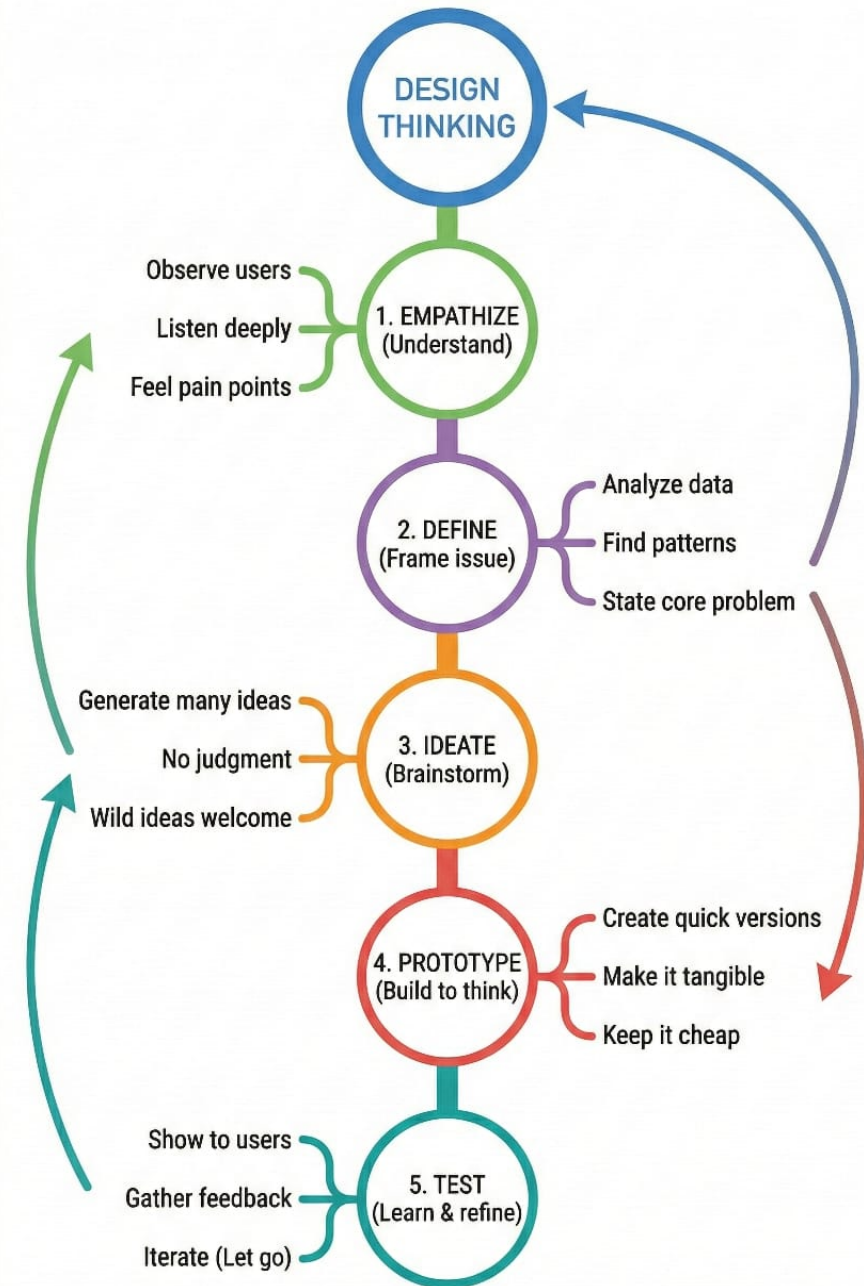 DESIGN
THINKING
1. EMPATHIZE
(Understand)
Observe users
Listen deeply
Feel pain points
2. DEFINE
(Frame issue)
Analyze data
Find patterns
State core problem
3. IDEATE
(Brainstorm)
Generate many ideas
No judgment
Wild ideas welcome
4. PROTOTYPE
(Build to think)
Create quick versions
Make it tangible
Keep it cheap
5. TEST
(Learn & refine)
Show to users
Gather feedback
Iterate (Let go)